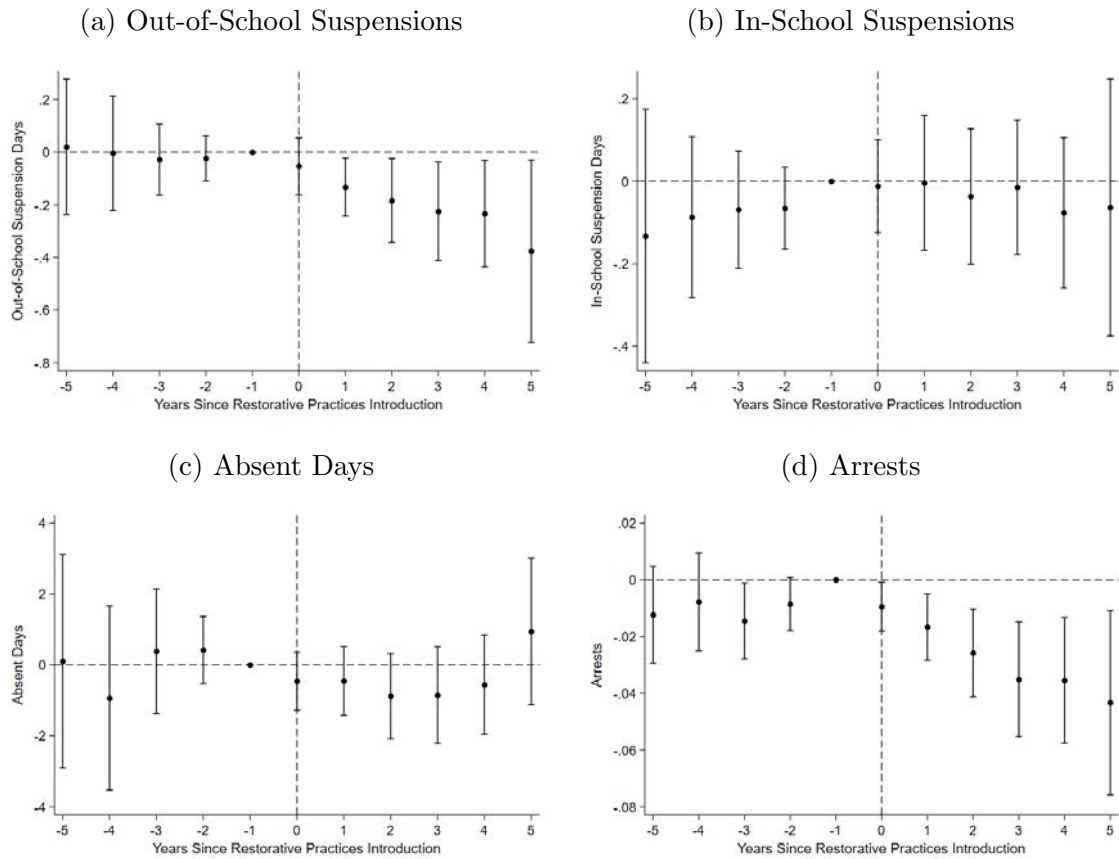 (a) Out-of-School Suspensions
.2
0
-.2
-.4
-.6
-.8
Out-of-School Suspension Days
-5 -4 -3 -2 -1 0 1 2 3 4 5
Years Since Restorative Practices Introduction
(b) In-School Suspensions
.2
0
-.2
-.4
In-School Suspension Days
-5 -4 -3 -2 -1 0 1 2 3 4 5
Years Since Restorative Practices Introduction
(c) Absent Days
4
2
0
-2
-4
Absent Days
-5 -4 -3 -2 -1 0 1 2 3 4 5
Years Since Restorative Practices Introduction
(d) Arrests
.02
0
-.02
-.04
-.06
-.08
Arrests
-5 -4 -3 -2 -1 0 1 2 3 4 5
Years Since Restorative Practices Introduction